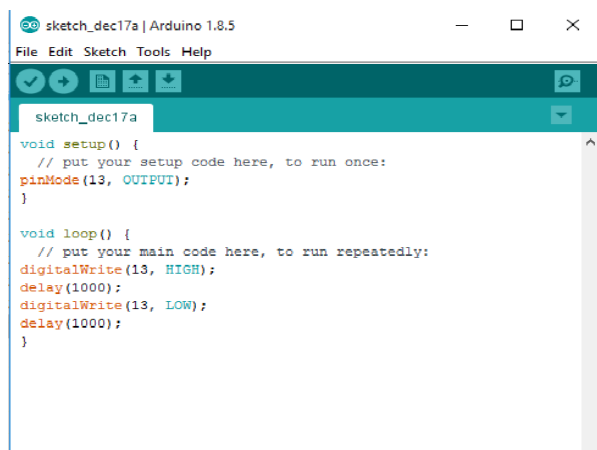 sketch_dec17a | Arduino 1.8.5
File Edit Sketch Tools Help
sketch_dec17a
void setup() {
  // put your setup code here, to run once:
pinMode(13, OUTPUT);
}

void loop() {
  // put your main code here, to run repeatedly:
digitalWrite(13, HIGH);
delay(1000);
digitalWrite(13, LOW);
delay(1000);
}